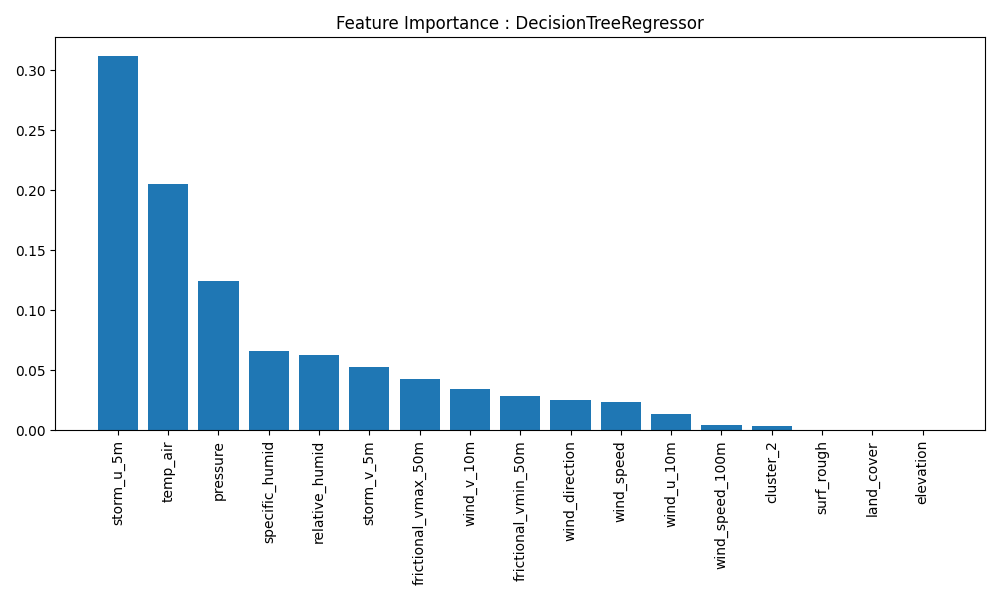 Feature Importance : DecisionTreeRegressor
0.30
0.25
0.20
0.15
0.10
0.05
0.00
storm_u_5m
temp_air
pressure
specific_humid
relative_humid
storm_v_5m
frictional_vmax_50m
wind_v_10m
frictional_vmin_50m
wind_direction
wind_speed
wind_u_10m
wind_speed_100m
cluster_2
surf_rough
land_cover
elevation